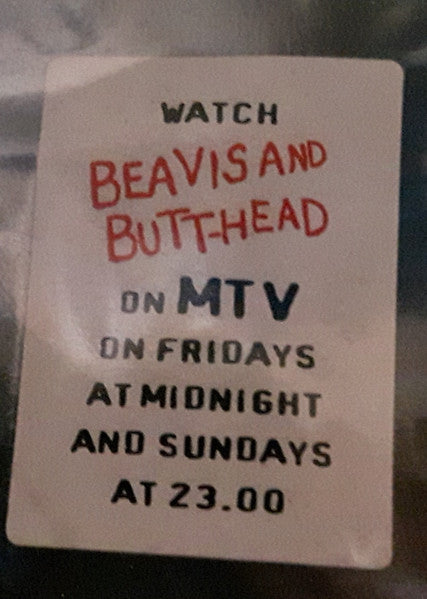 WATCH
BEAVIS AND
BUTT-HEAD
ON MTV
ON FRIDAYS
AT MIDNIGHT
AND SUNDAYS
AT 23.00